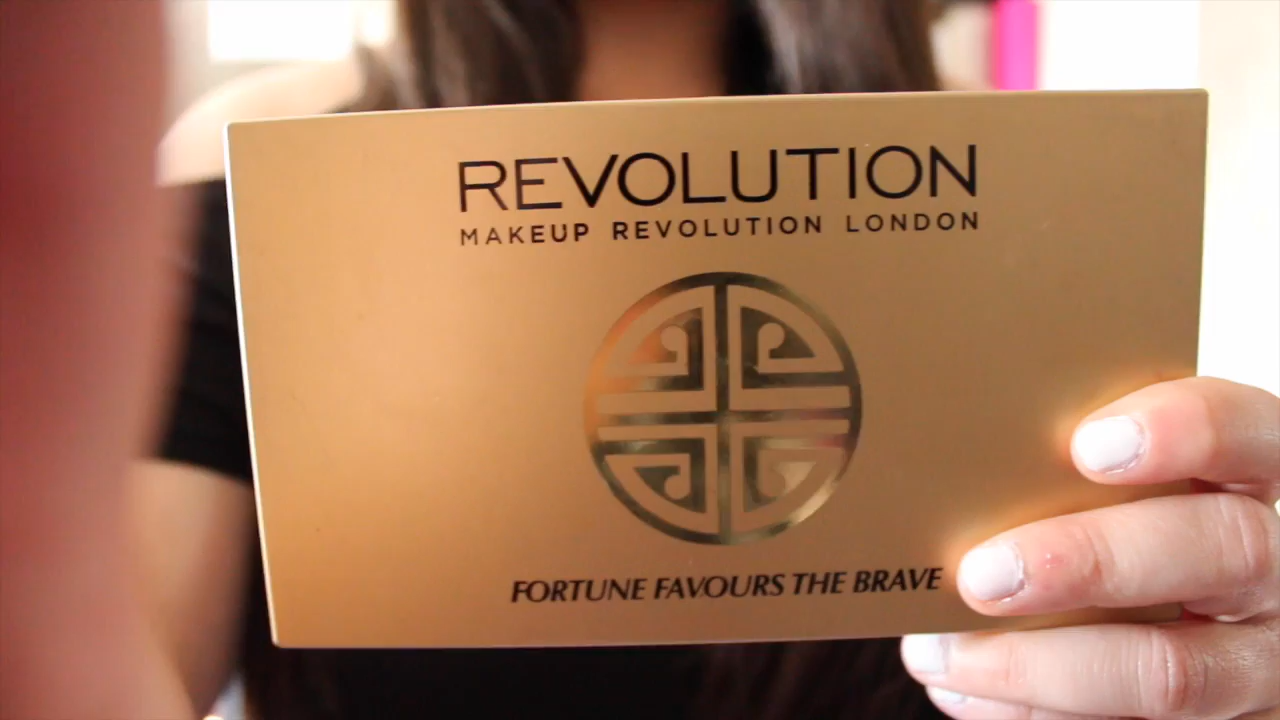 REVOLUTION
MAKEUP REVOLUTION LONDON
FORTUNE FAVOURS THE BRAVE